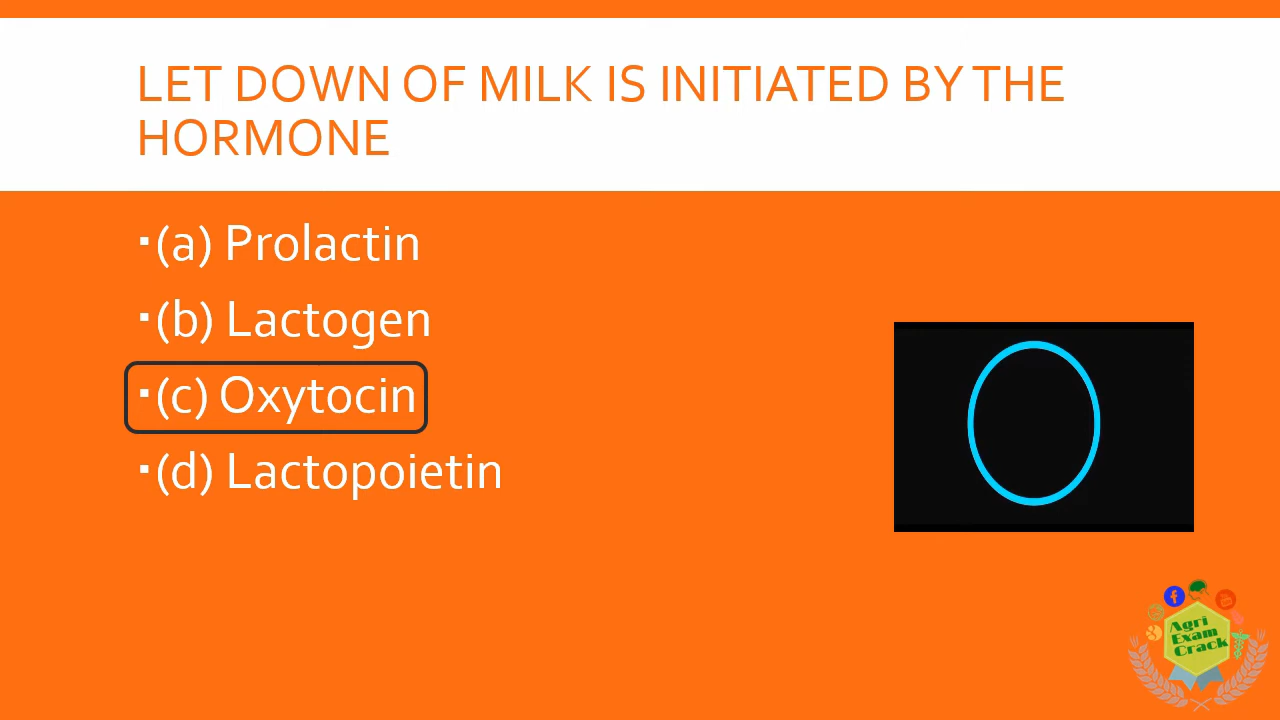 LET DOWN OF MILK IS INITIATED BY THE
HORMONE
(a) Prolactin
(b) Lactogen
(c) Oxytocin
(d) Lactopoietin
Agri
Exam
Crack